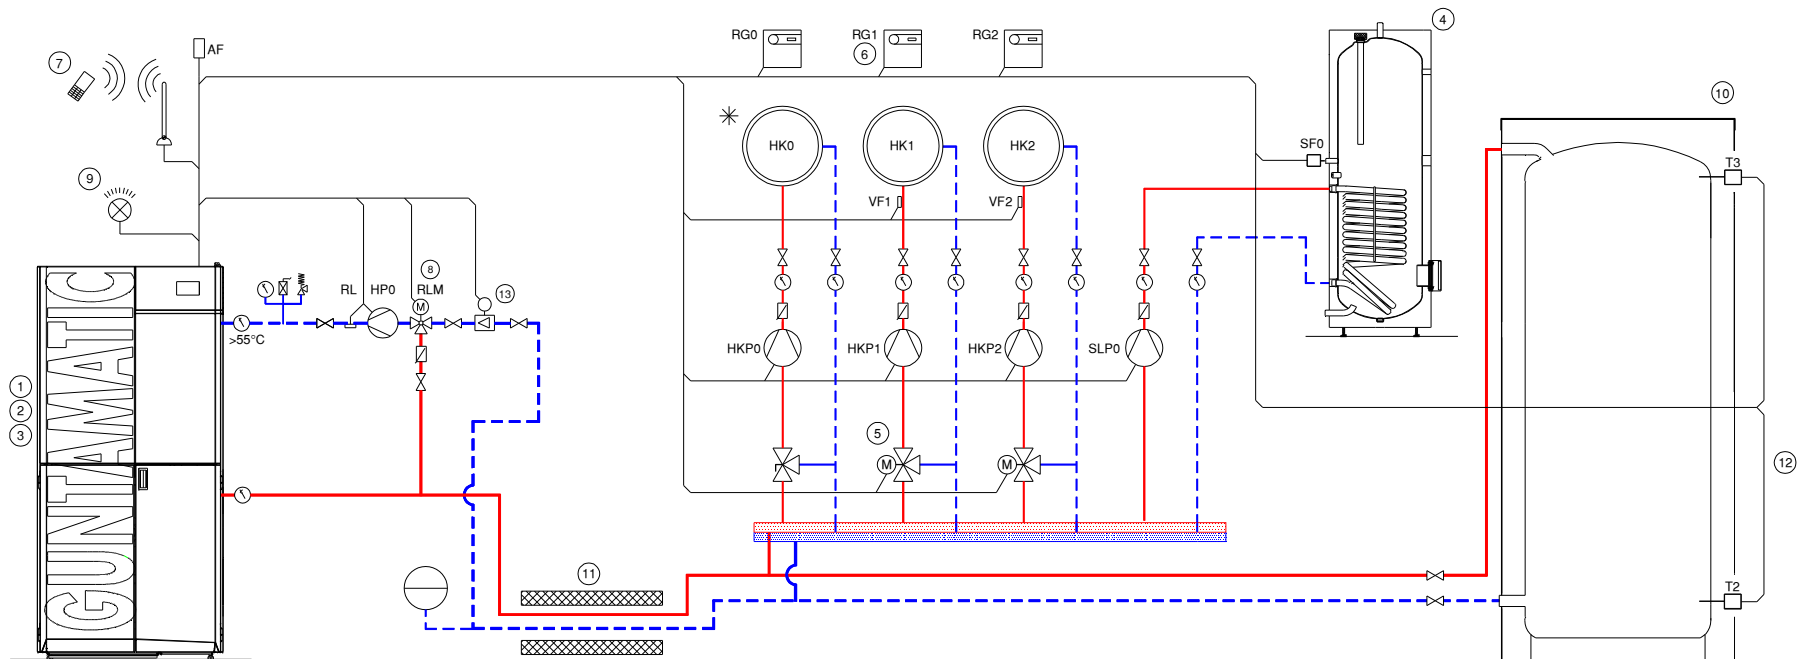 AF
7
RG0
RG1
RG2
6
4
10
HK0
HK1
HK2
SF0
T3
9
VF1
VF2
8
RL
HP0
RLM
M
13
>55°C
HKP0
HKP1
HKP2
SLP0
1
2
3
5
M
M
12
11
T2
GUNTAMATIC